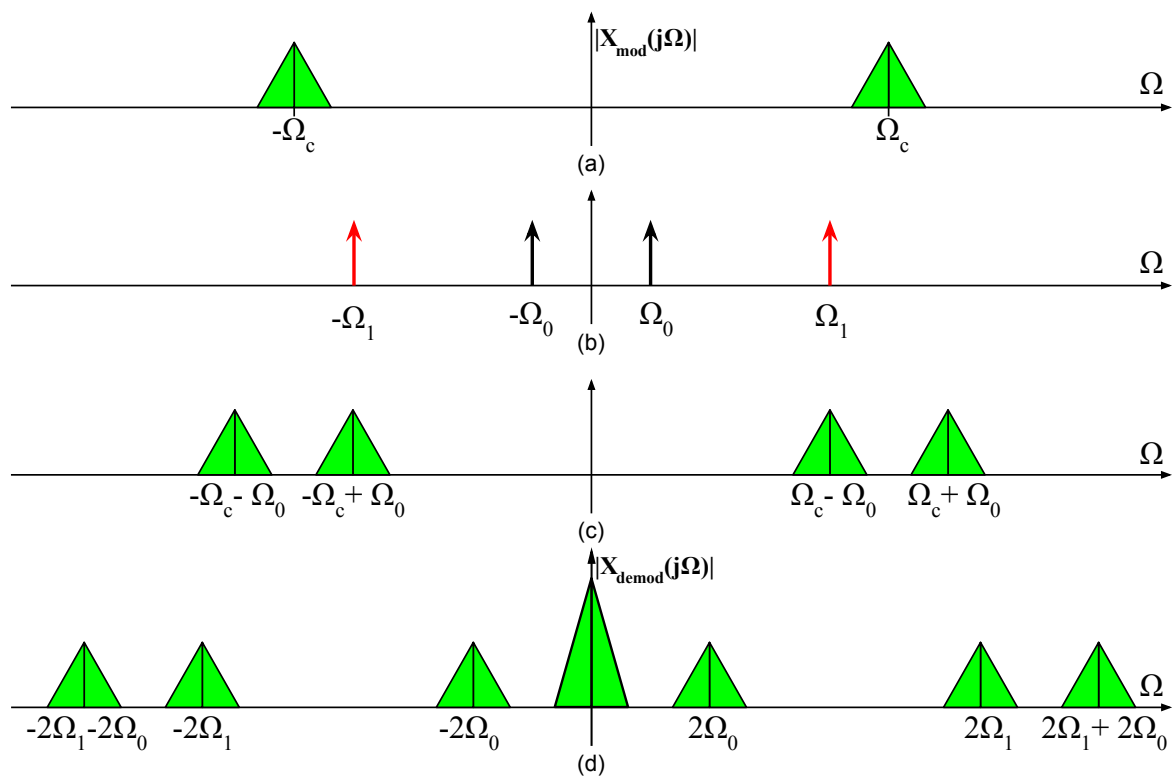 |X_mod(jΩ)|
Ω
-Ω_c Ω_c
(a)
Ω
-Ω_1 -Ω_0 Ω_0 Ω_1
(b)
Ω
-Ω_c- Ω_0 -Ω_c+ Ω_0 Ω_c- Ω_0 Ω_c+ Ω_0
(c)
|X_demod(jΩ)|
Ω
-2Ω_1-2Ω_0 -2Ω_1 -2Ω_0 2Ω_0 2Ω_1 2Ω_1+ 2Ω_0
(d)